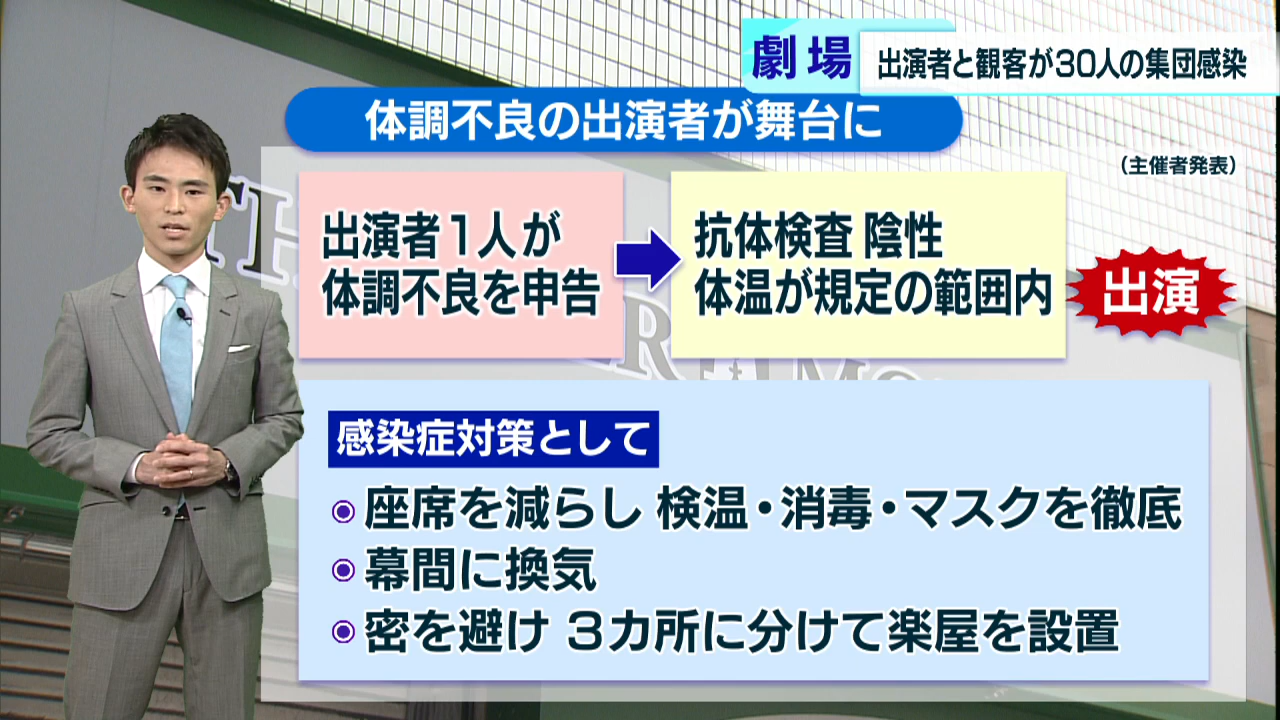 劇場
出演者と観客が30人の集団感染
体調不良の出演者が舞台に
（主催者発表）
出演者1人が
体調不良を申告
抗体検査 陰性
体温が規定の範囲内
出演
感染症対策として
◉座席を減らし 検温・消毒・マスクを徹底
◉幕間に換気
◉密を避け 3カ所に分けて楽屋を設置